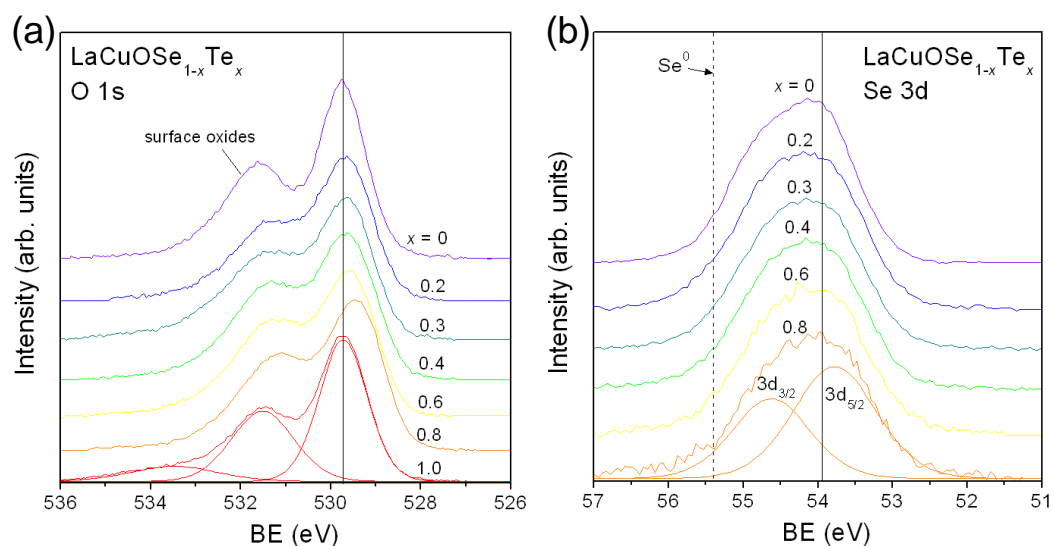 (a)
LaCuOSe₁₋ₓTeₓ
O 1s
surface oxides
x = 0
0.2
0.3
0.4
0.6
0.8
1.0
Intensity (arb. units)
536 534 532 530 528 526
BE (eV)
(b)
LaCuOSe₁₋ₓTeₓ
Se 3d
Se⁰
x = 0
0.2
0.3
0.4
0.6
0.8
3d₃/₂
3d₅/₂
Intensity (arb. units)
57 56 55 54 53 52 51
BE (eV)